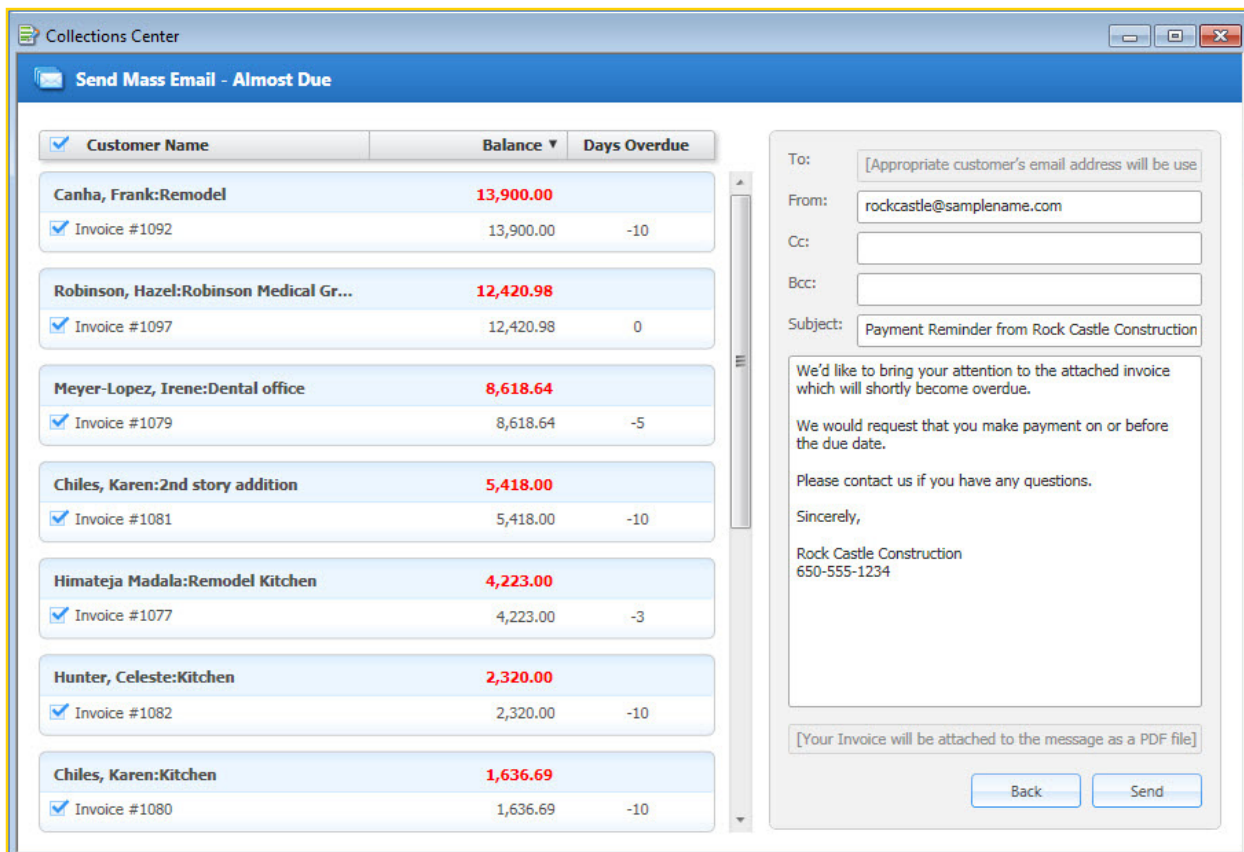 Collections Center
Send Mass Email - Almost Due
Customer Name Balance ▼ Days Overdue
Canha, Frank:Remodel 13,900.00
Invoice #1092 13,900.00 -10
Robinson, Hazel:Robinson Medical Gr... 12,420.98
Invoice #1097 12,420.98 0
Meyer-Lopez, Irene:Dental office 8,618.64
Invoice #1079 8,618.64 -5
Chiles, Karen:2nd story addition 5,418.00
Invoice #1081 5,418.00 -10
Himateja Madala:Remodel Kitchen 4,223.00
Invoice #1077 4,223.00 -3
Hunter, Celeste:Kitchen 2,320.00
Invoice #1082 2,320.00 -10
Chiles, Karen:Kitchen 1,636.69
Invoice #1080 1,636.69 -10
To: [Appropriate customer's email address will be use
From: rockcastle@samplename.com
Cc:
Bcc:
Subject: Payment Reminder from Rock Castle Construction
We'd like to bring your attention to the attached invoice
which will shortly become overdue.
We would request that you make payment on or before
the due date.
Please contact us if you have any questions.
Sincerely,
Rock Castle Construction
650-555-1234
[Your Invoice will be attached to the message as a PDF file]
Back Send